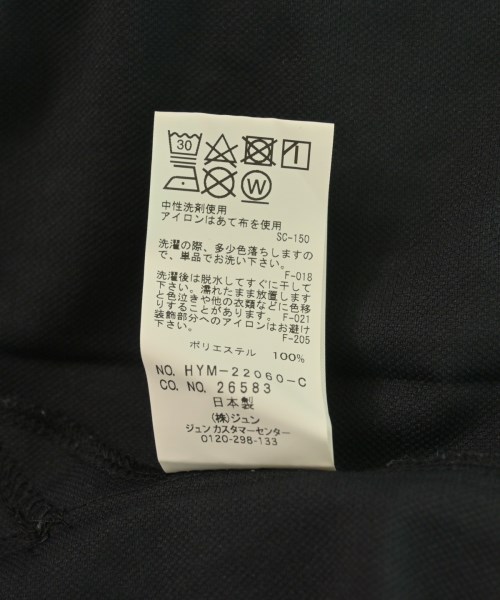 30
W
中性洗剤使用
アイロンはあて布を使用
SC-150
洗濯の際、多少色落ちしますの
で、単品でお洗い下さい。
F-018
洗濯後は脱水してすぐに干して
下さい。濡れたまま放置します
と色泣きや他の衣類などに色移
りすることがあります。 F-021
装飾部分へのアイロンはお避け
下さい。 F-205
ポリエステル 100%
NO. HYM-22060-C
CO. NO. 26583
日本製
(株)ジュン
ジュンカスタマーセンター
0120-298-133